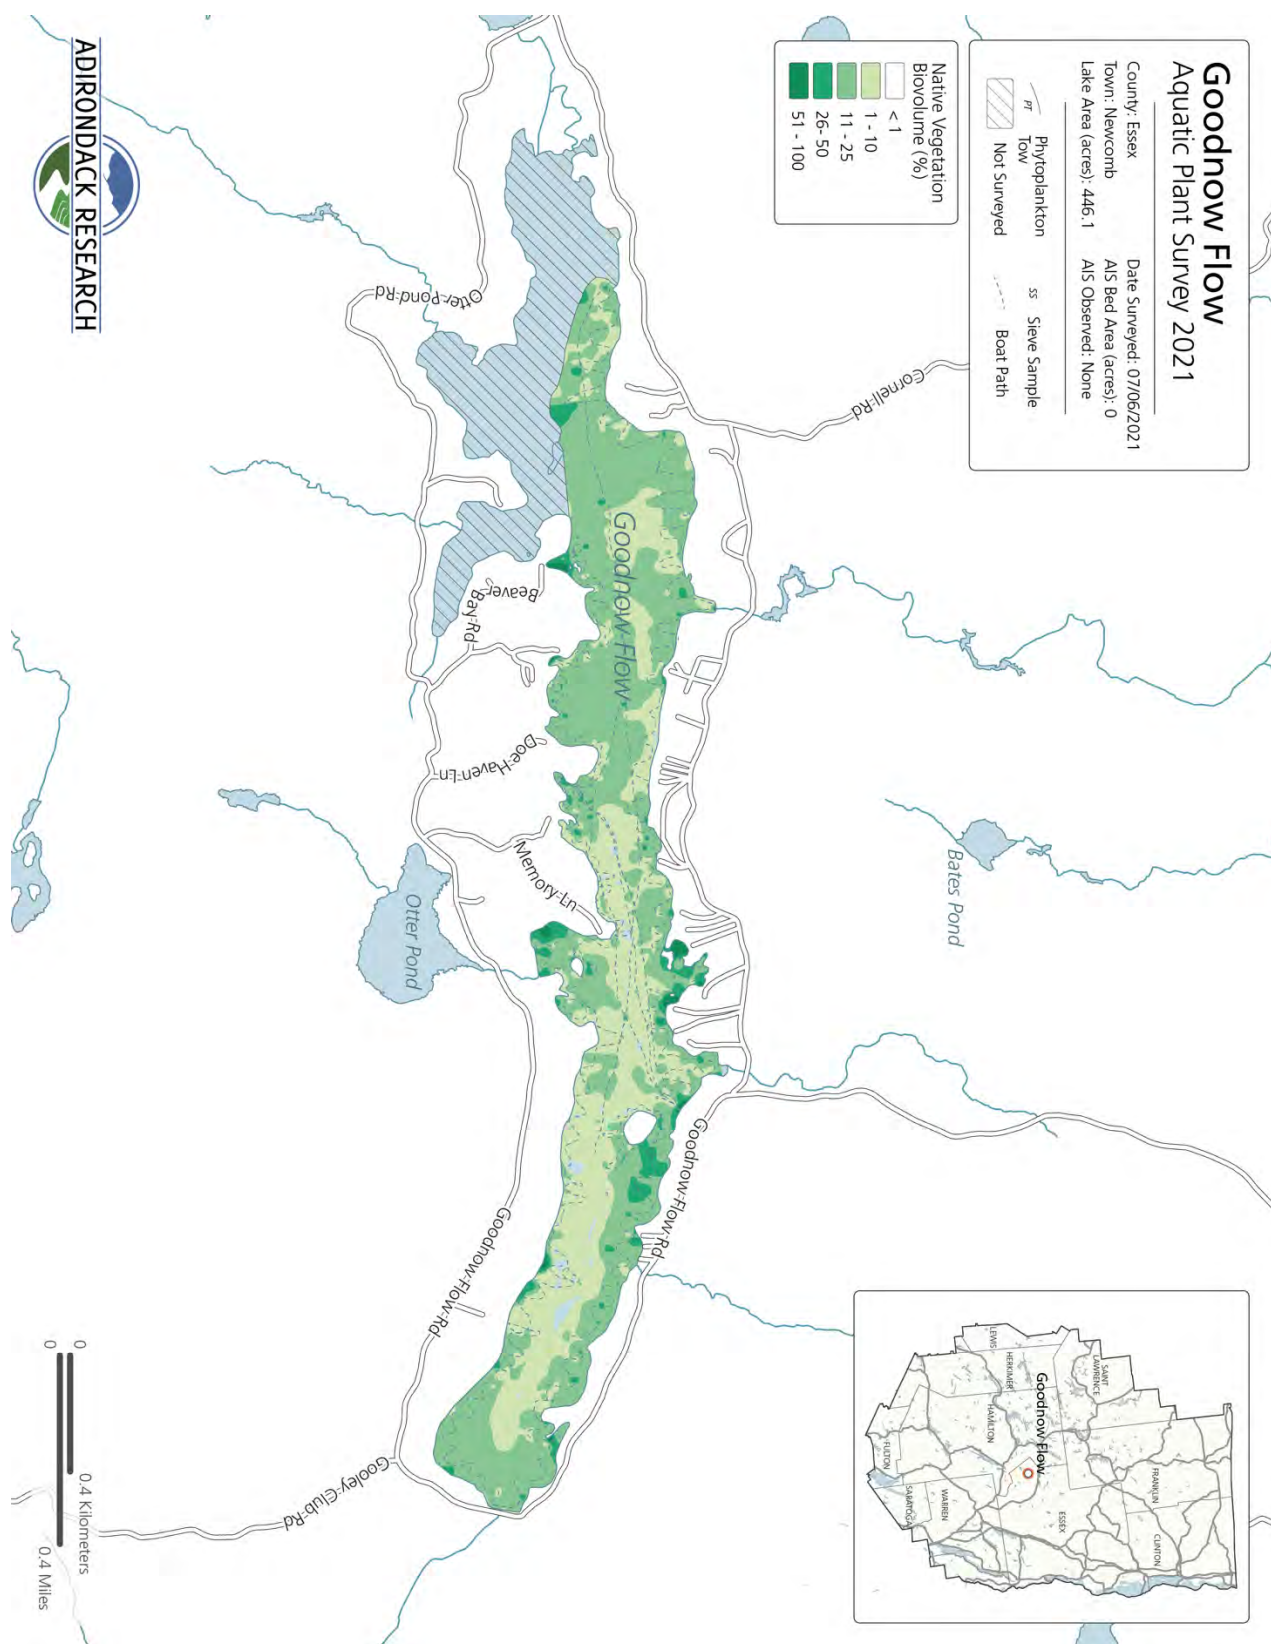 Goodnow Flow
Aquatic Plant Survey 2021
County: Essex
Town: Newcomb
Lake Area (acres): 446.1
Date Surveyed: 07/06/2021
AIS Bed Area (acres): 0
AIS Observed: None
PT
Phytoplankton
Tow
SS
Sieve Sample
Not Surveyed
Boat Path
Native Vegetation
Biovolume (%)
< 1
1 - 10
11 - 25
26- 50
51 - 100
ADIRONDACK RESEARCH
Otter-Pond-Rd
Cornell-Rd
Goodnow-Flow
Beaver-
Bay-Rd
Doe-Haven-Ln
Memory-Ln
Otter Pond
Bates Pond
Goodnow-Flow-Rd
Goodnow-Flow-Rd
Gooley-Club-Rd
0
0.4 Kilometers
0
0.4 Miles
SAINT
LAWRENCE
FRANKLIN
CLINTON
LEWIS
HERKIMER
HAMILTON
Goodnow Flow
ESSEX
FULTON
WARREN
SARATOGA